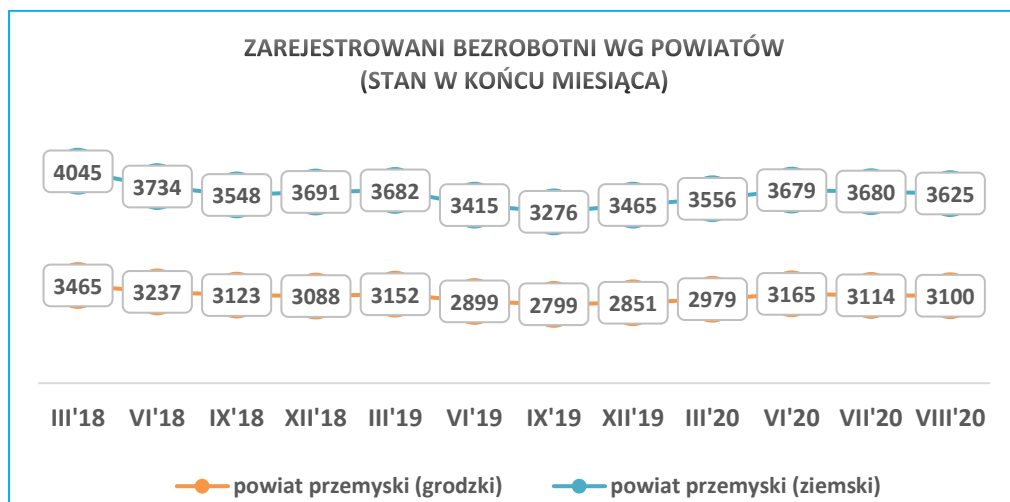 ZAREJESTROWANI BEZROBOTNI WG POWIATÓW
(STAN W KOŃCU MIESIĄCA)
4045 3734 3548 3691 3682 3415 3276 3465 3556 3679 3680 3625
3465 3237 3123 3088 3152 2899 2799 2851 2979 3165 3114 3100
III'18 VI'18 IX'18 XII'18 III'19 VI'19 IX'19 XII'19 III'20 VI'20 VII'20 VIII'20
powiat przemyski (grodzki) powiat przemyski (ziemski)